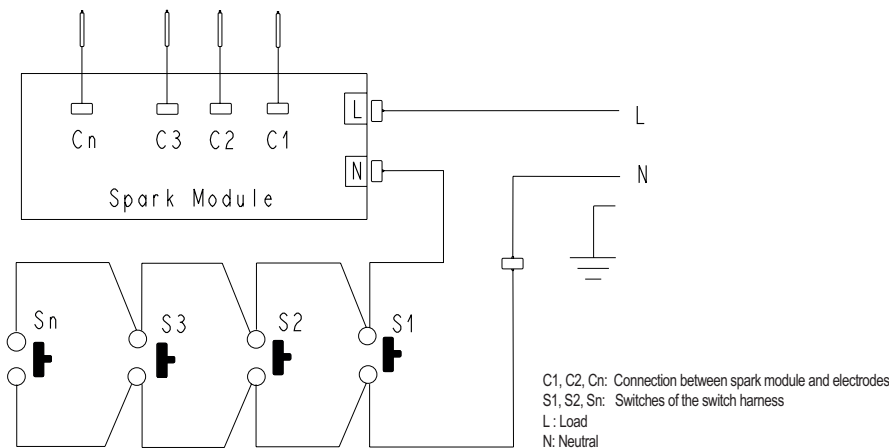 Cn C3 C2 C1
L
N
Spark Module
L
N
Sn S3 S2 S1
C1, C2, Cn: Connection between spark module and electrodes
S1, S2, Sn: Switches of the switch harness
L : Load
N: Neutral